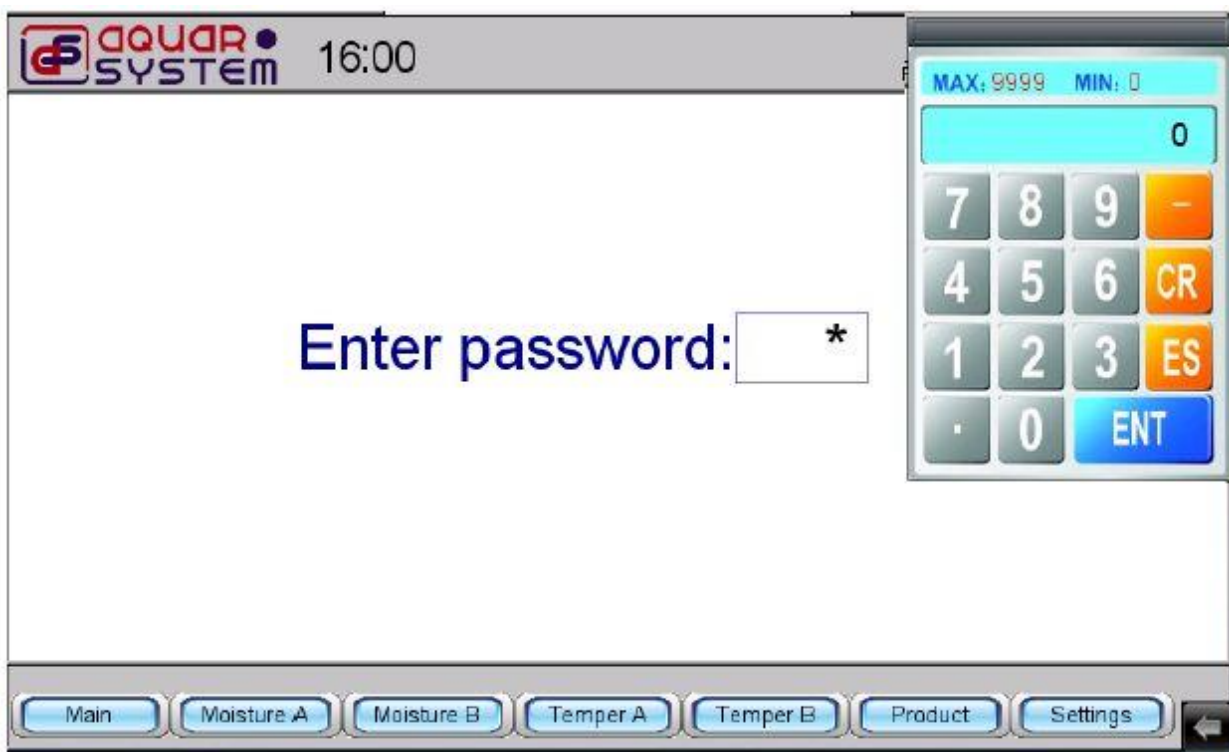 aquar
system
16:00
MAX: 9999 MIN: 0
0
7 8 9 -
4 5 6 CR
Enter password: *
1 2 3 ES
. 0 ENT
Main Moisture A Moisture B Temper A Temper B Product Settings